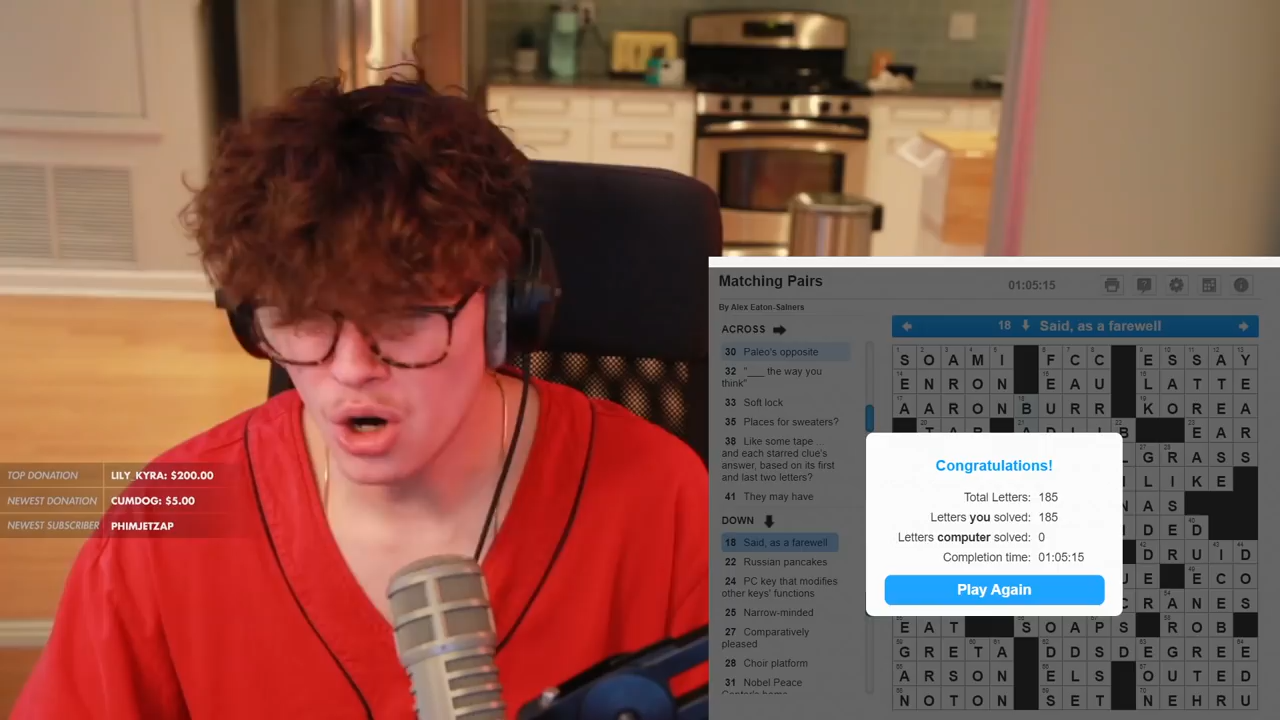 Matching Pairs
01:05:15
By Alex Eaton-Salners
ACROSS
30 Paleo's opposite
32 "___ the way you
think"
33 Soft lock
35 Places for sweaters?
38 Like some tape ...
and each starred clue's
answer, based on its first
and last two letters?
41 They may have
DOWN
18 Said, as a farewell
22 Russian pancakes
24 PC key that modifies
other keys' functions
25 Narrow-minded
27 Comparatively
pleased
28 Choir platform
31 Nobel Peace
18 Said, as a farewell
S O A M I F C C E S S A Y
E N R O N E A U L A T T E
A A R O N B U R R K O R E A
E A R
L G R A S S
L I K E
N A S
D E D
D R U I D
U E E C O
C R A N E S
E A T S O A P S R O B
G R E T A D D S D E G R E E
A R S O N E L S O U T E D
N O T O N S E T N E H R U
Congratulations!
Total Letters: 185
Letters you solved: 185
Letters computer solved: 0
Completion time: 01:05:15
Play Again
TOP DONATION LILY_KYRA: $200.00
NEWEST DONATION CUMDOG: $5.00
NEWEST SUBSCRIBER PHIMJETZAP